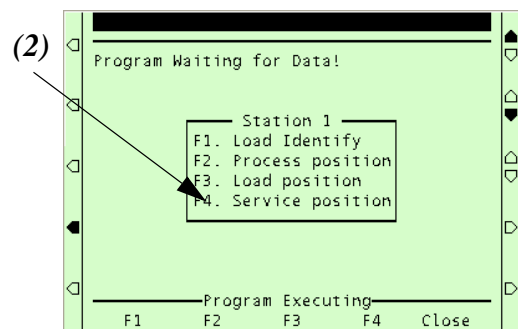 (2)
Program Waiting for Data!
Station 1
F1. Load Identify
F2. Process position
F3. Load position
F4. Service position
Program Executing
F1 F2 F3 F4 Close